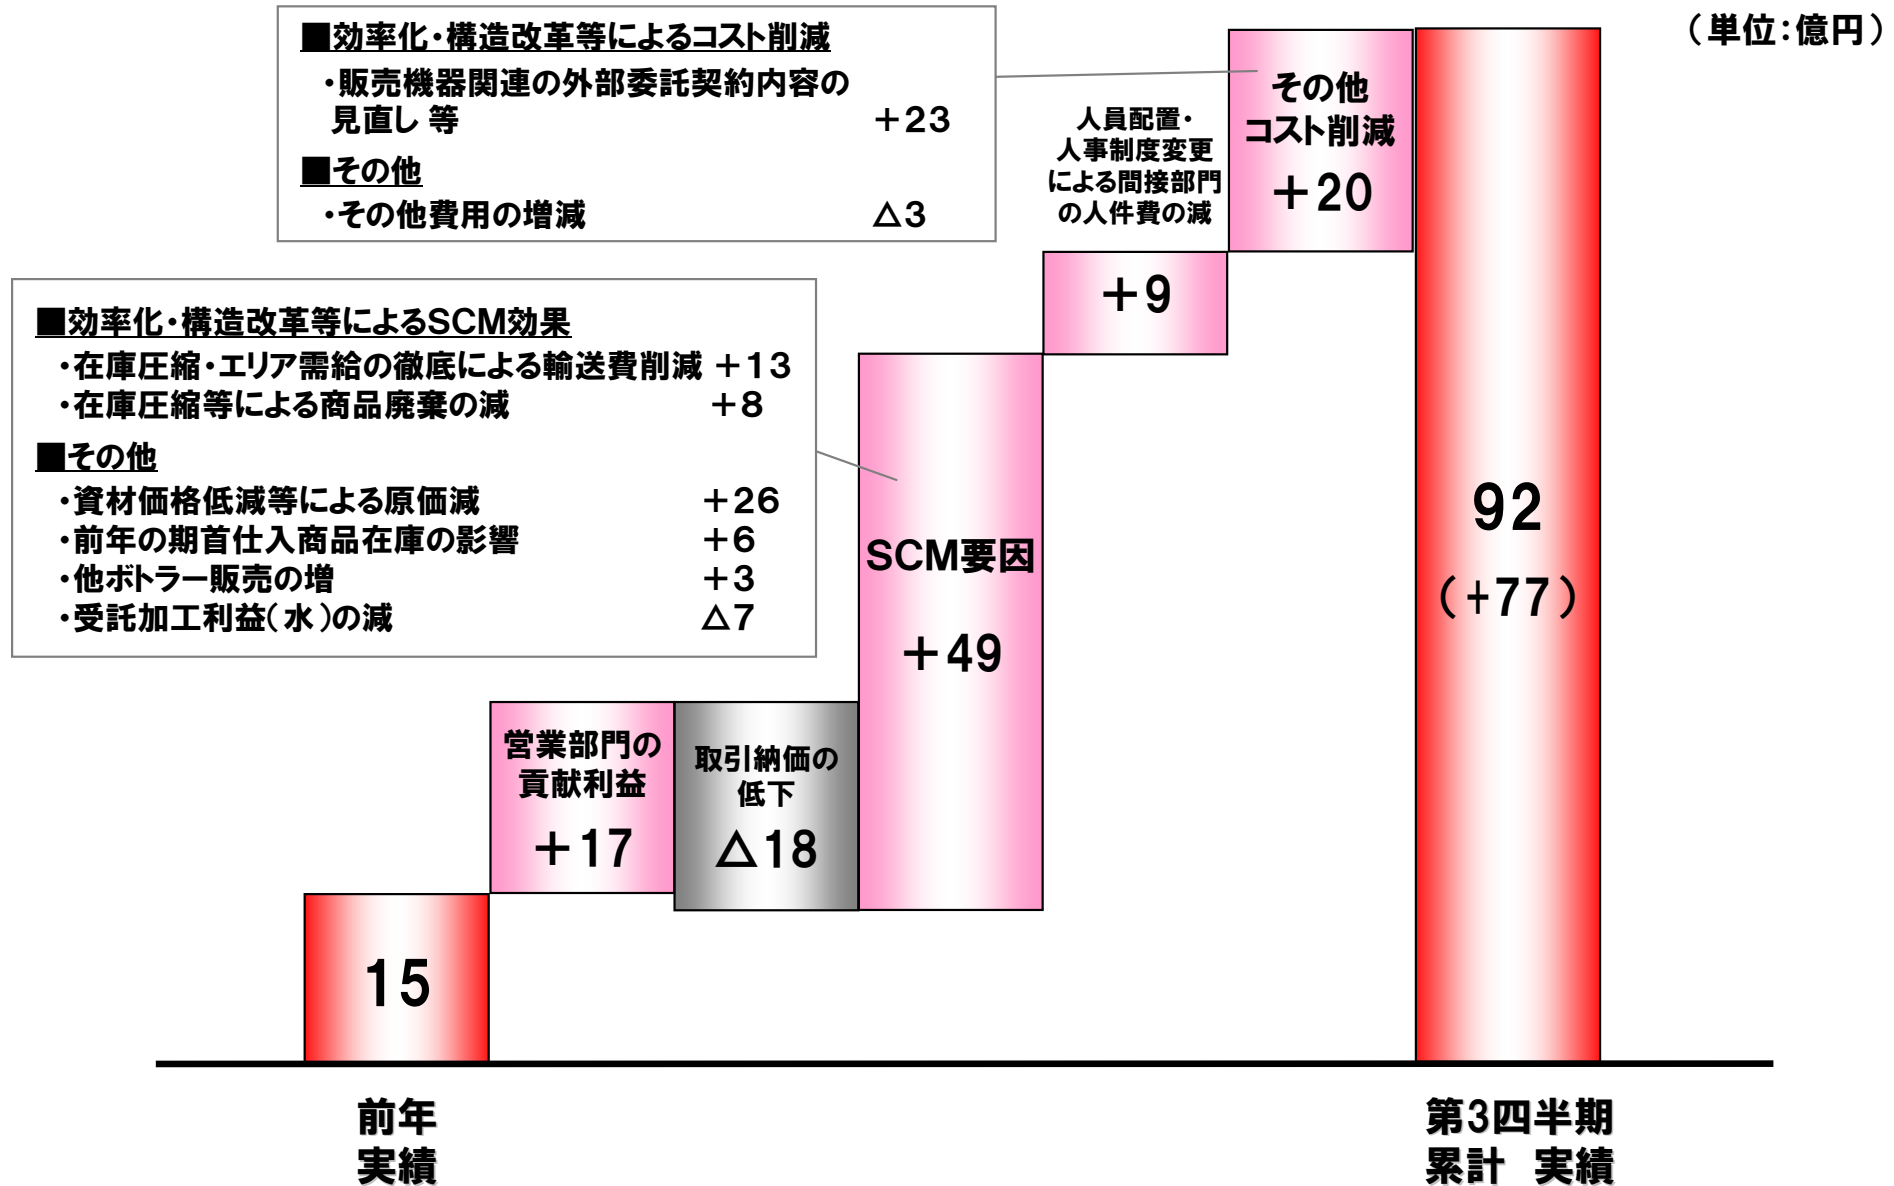 （単位：億円）
■効率化・構造改革等によるコスト削減
・販売機器関連の外部委託契約内容の
見直し 等 ＋23
■その他
・その他費用の増減 △3
■効率化・構造改革等によるSCM効果
・在庫圧縮・エリア需給の徹底による輸送費削減 ＋13
・在庫圧縮等による商品廃棄の減 ＋8
■その他
・資材価格低減等による原価減 ＋26
・前年の期首仕入商品在庫の影響 ＋6
・他ボトラー販売の増 ＋3
・受託加工利益（水）の減 △7
15
営業部門の
貢献利益
＋17
取引納価の
低下
△18
SCM要因
＋49
人員配置・
人事制度変更
による間接部門
の人件費の減
＋9
その他
コスト削減
＋20
92
（+77）
前年
実績
第3四半期
累計 実績